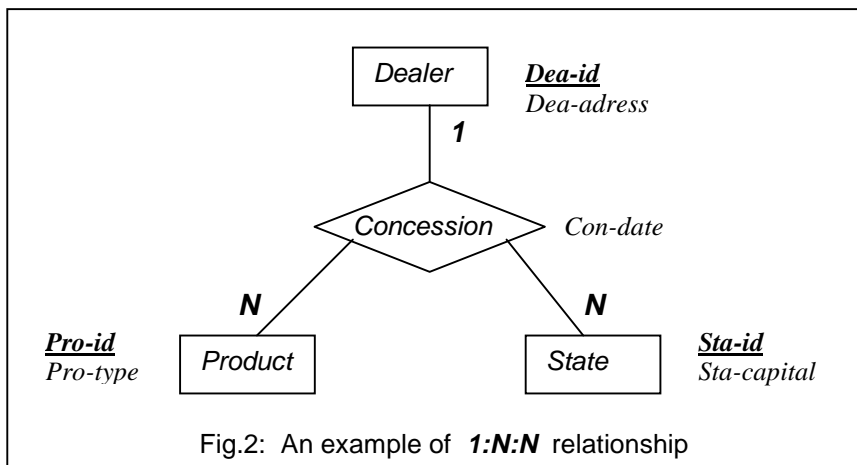 Dealer
Dea-id
Dea-adress
1
Concession
Con-date
N
N
Pro-id
Pro-type
Product
State
Sta-id
Sta-capital
Fig.2: An example of 1:N:N relationship